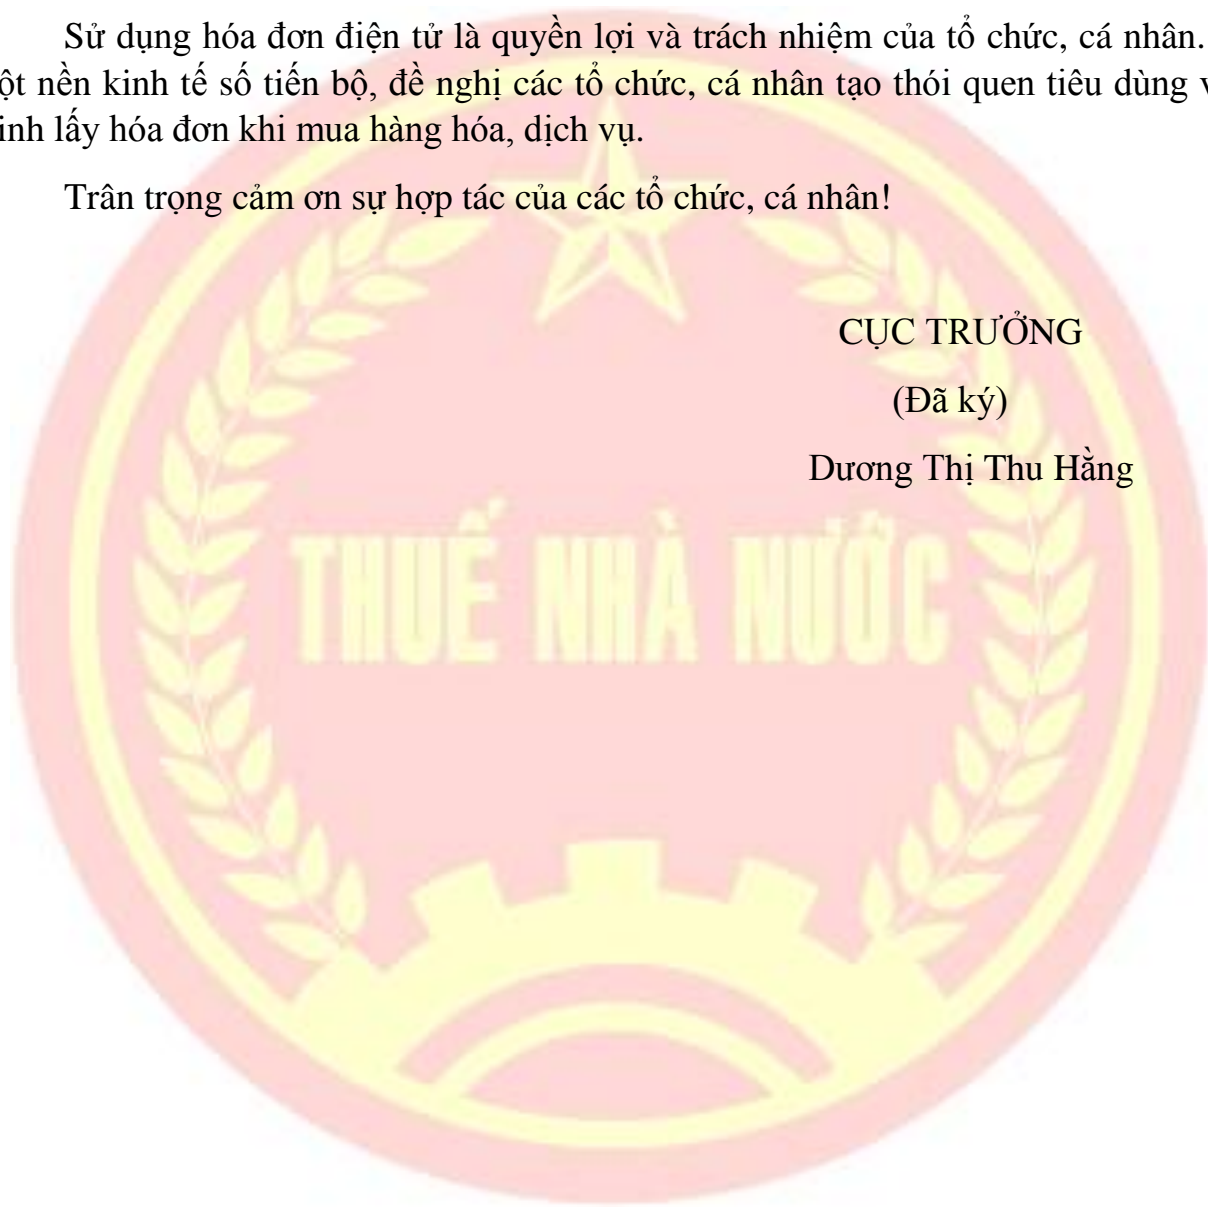 Sử dụng hóa đơn điện tử là quyền lợi và trách nhiệm của tổ chức, cá nhân.
nền kinh tế số tiến bộ, đề nghị các tổ chức, cá nhân tạo thói quen tiêu dùng
lấy hóa đơn khi mua hàng hóa, dịch vụ.
Trân trọng cảm ơn sự hợp tác của các tổ chức, cá nhân!
CỤC TRƯỞNG
(Đã ký)
Dương Thị Thu Hằng
THUẾ NHÀ NƯỚC